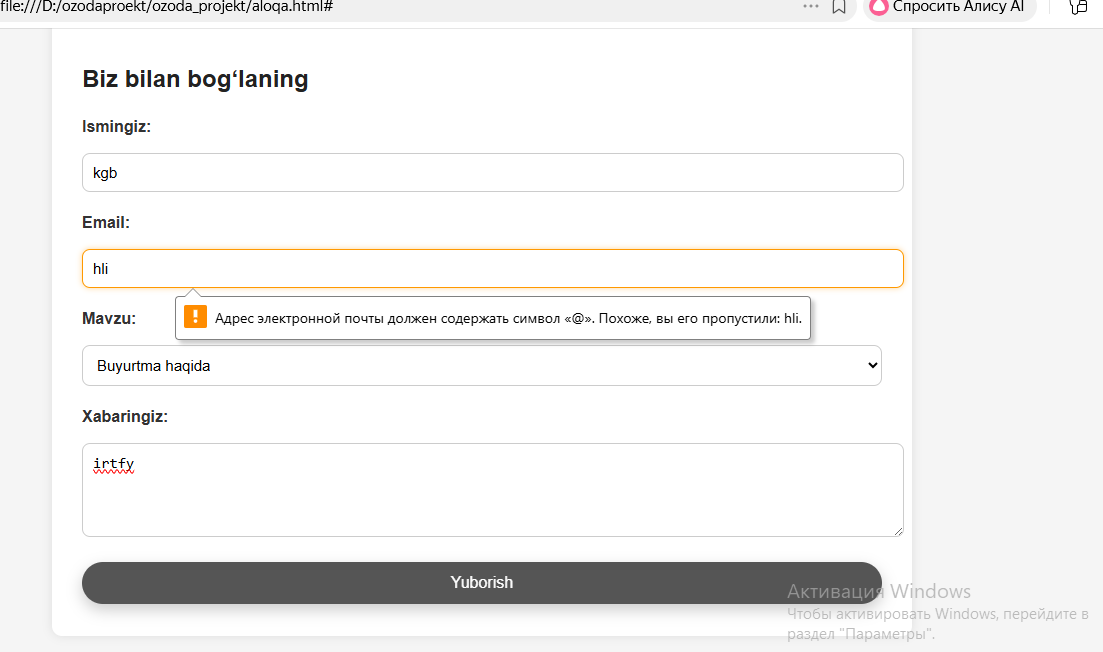 file:///D:/ozodaproekt/ozoda_projekt/aloqa.html#
Спросить Алису AI
Biz bilan bog‘laning
Ismingiz:
kgb
Email:
hli
Адрес электронной почты должен содержать символ «@». Похоже, вы его пропустили: hli.
Mavzu:
Buyurtma haqida
Xabaringiz:
irtfy
Yuborish
Активация Windows
Чтобы активировать Windows, перейдите в
раздел "Параметры".